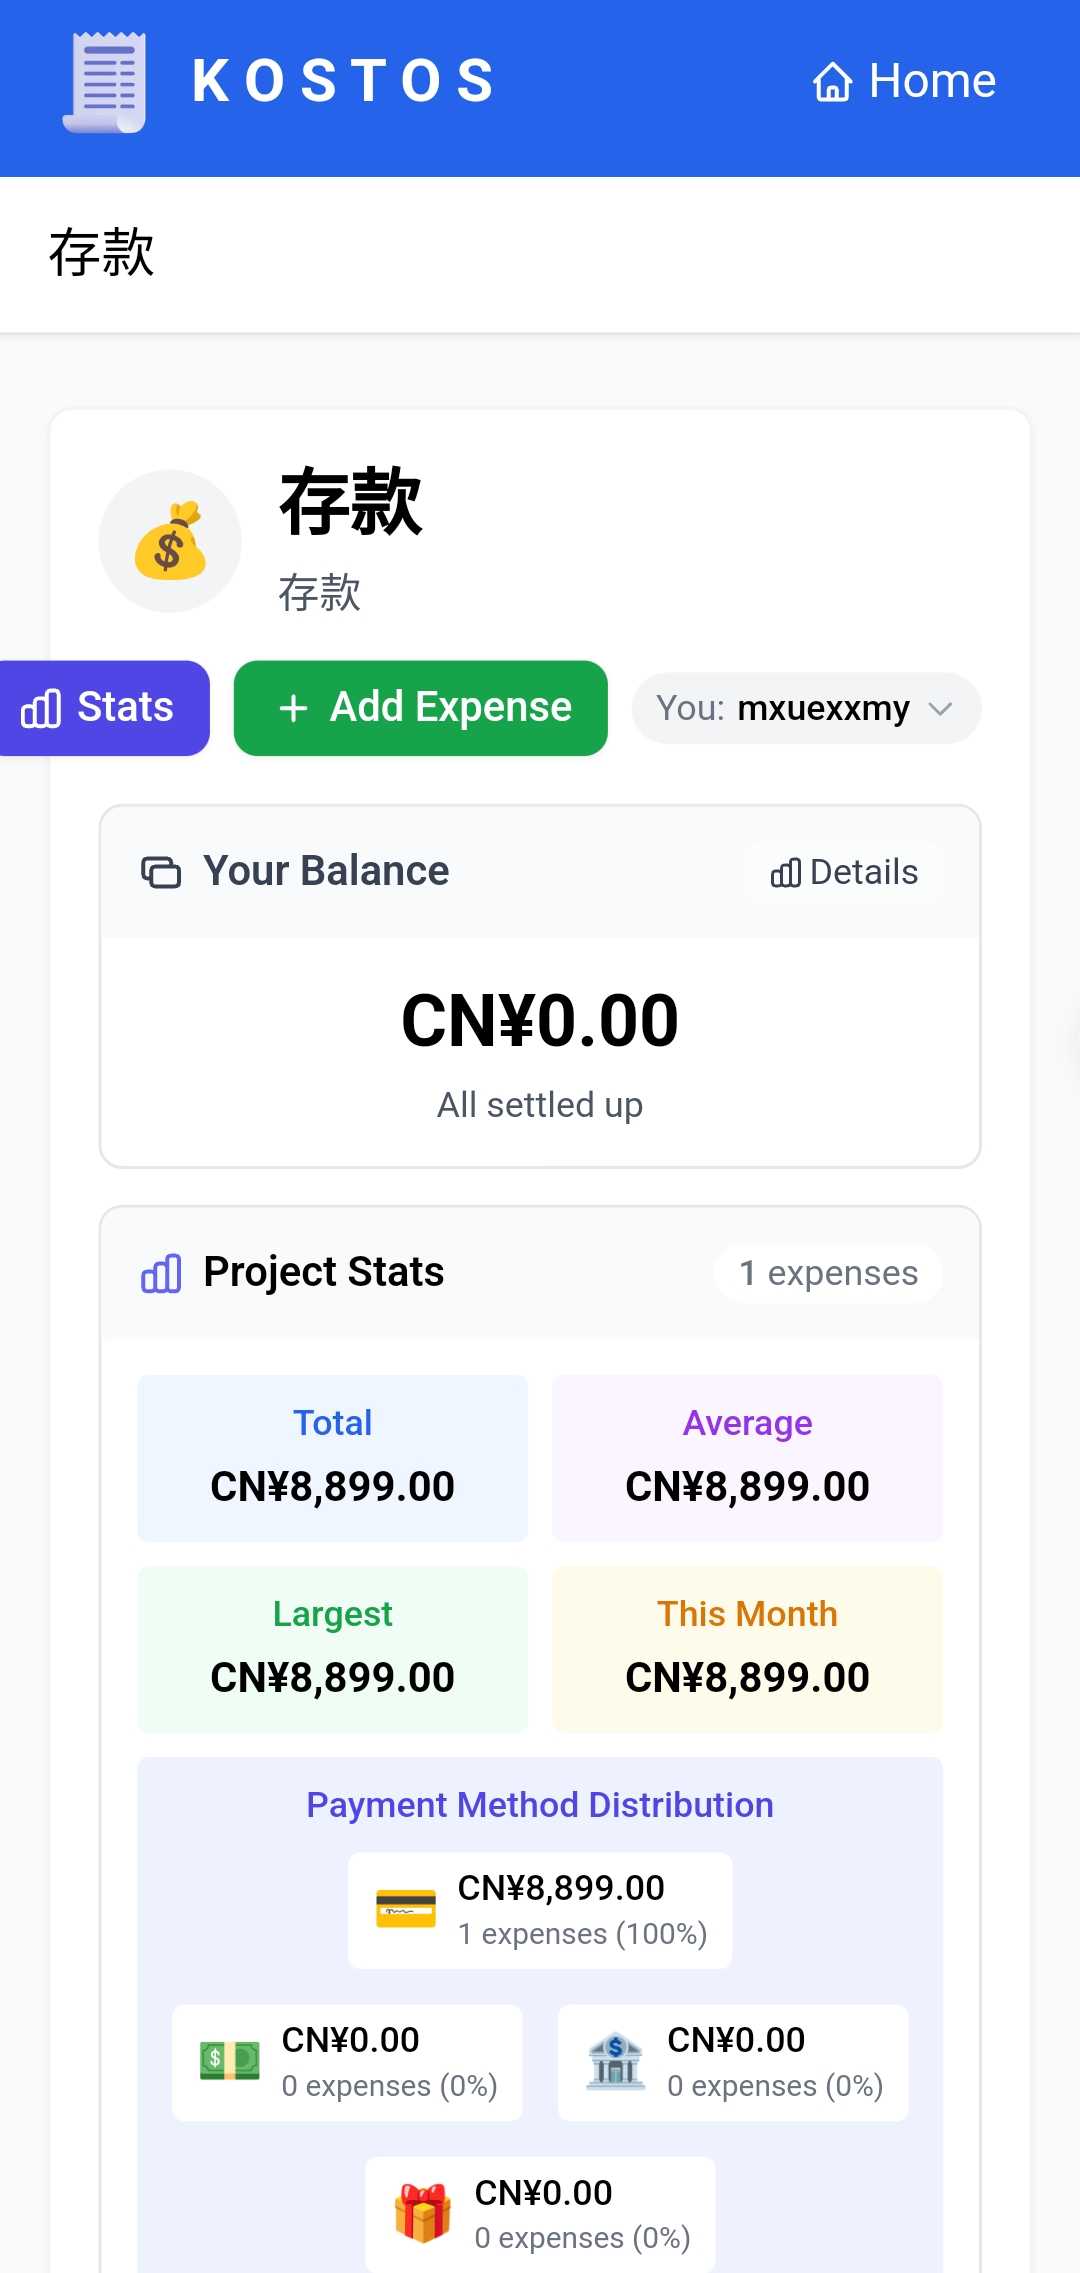 KOSTOS
Home
存款
存款
存款
Stats
+ Add Expense
You: mxuexxmy
Your Balance
Details
CN¥0.00
All settled up
Project Stats
1 expenses
Total
CN¥8,899.00
Average
CN¥8,899.00
Largest
CN¥8,899.00
This Month
CN¥8,899.00
Payment Method Distribution
CN¥8,899.00
1 expenses (100%)
CN¥0.00
0 expenses (0%)
CN¥0.00
0 expenses (0%)
CN¥0.00
0 expenses (0%)